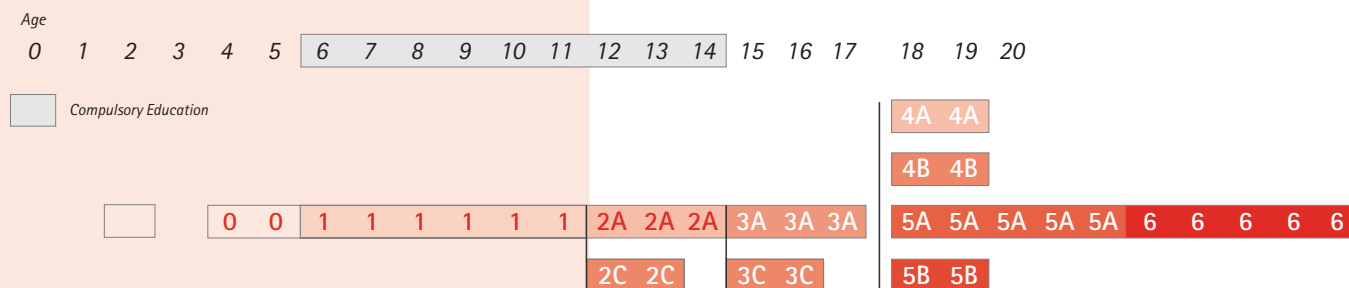 Age
0 1 2 3 4 5 6 7 8 9 10 11 12 13 14 15 16 17 18 19 20
Compulsory Education
4A 4A
4B 4B
0 0 1 1 1 1 1 1 2A 2A 2A 3A 3A 3A 5A 5A 5A 5A 5A 6 6 6 6 6
2C 2C 3C 3C 5B 5B